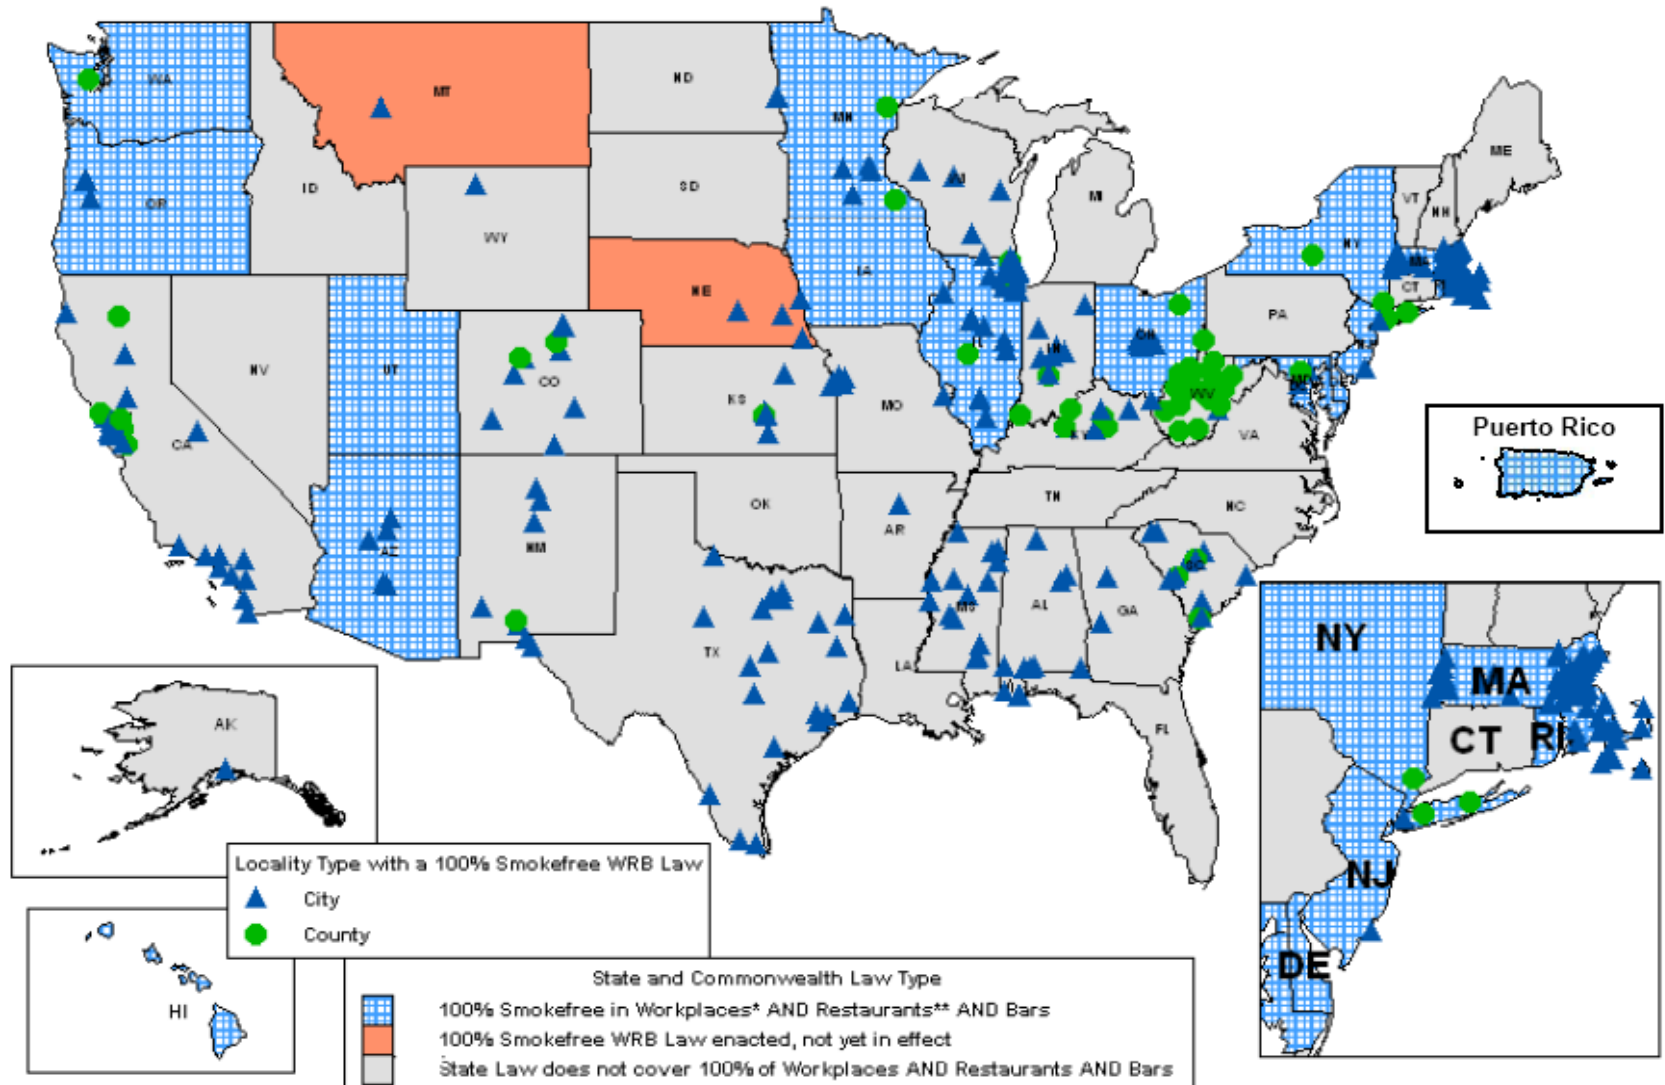 WA
MT
ND
MN
OR
ID
SD
WY
WI
MI
ME
VT
NH
NY
MA
CT
NE
IA
PA
NV
UT
CO
KS
MO
IL
IN
OH
NJ
MD
DE
WV
VA
KY
CA
AZ
NM
OK
AR
TN
NC
SC
MS
AL
GA
TX
LA
FL
Puerto Rico
AK
HI
NY
MA
CT RI
NJ
DE
Locality Type with a 100% Smokefree WRB Law
City
County
State and Commonwealth Law Type
100% Smokefree in Workplaces* AND Restaurants** AND Bars
100% Smokefree WRB Law enacted, not yet in effect
State Law does not cover 100% of Workplaces AND Restaurants AND Bars